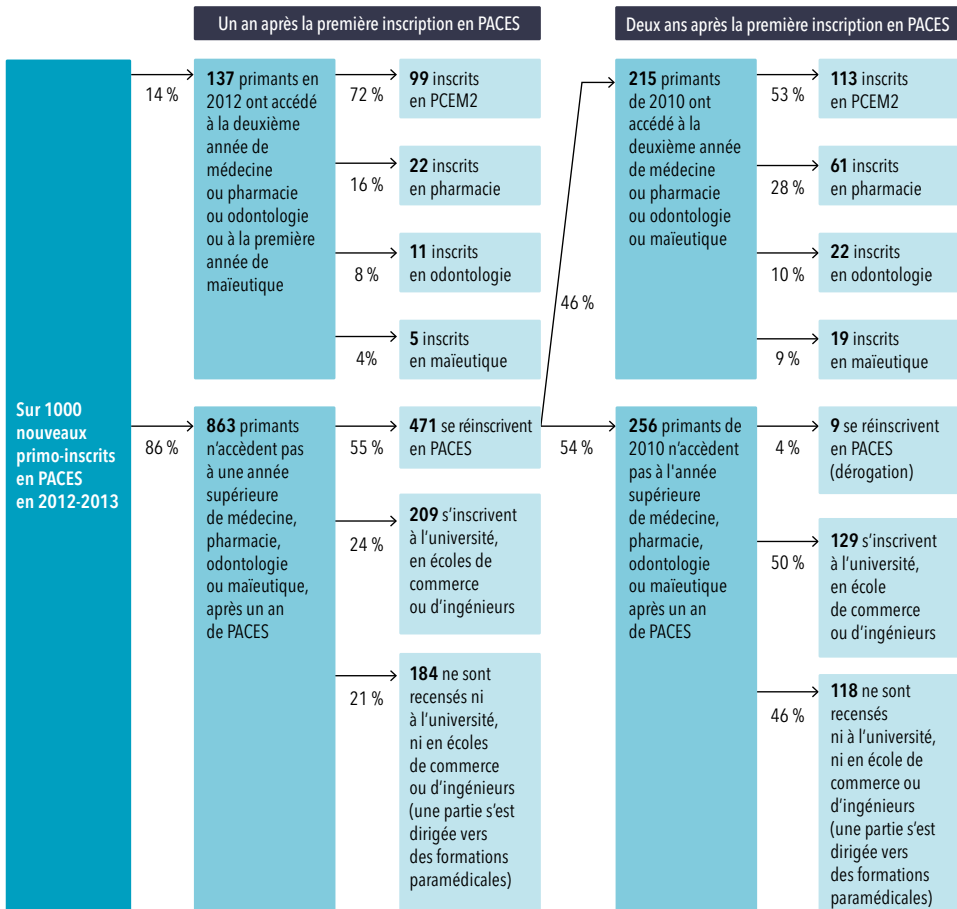 Un an après la première inscription en PACES
Deux ans après la première inscription en PACES
Sur 1000
nouveaux
primo-inscrits
en PACES
en 2012-2013
14 %
137 primants en
2012 ont accédé
à la deuxième
année de
médecine
ou pharmacie
ou odontologie
ou à la première
année de
maïeutique
72 %
99 inscrits
en PCEM2
16 %
22 inscrits
en pharmacie
8 %
11 inscrits
en odontologie
4%
5 inscrits
en maïeutique
86 %
863 primants
n’accèdent pas
à une année
supérieure
de médecine,
pharmacie,
odontologie
ou maïeutique,
après un an
de PACES
55 %
471 se réinscrivent
en PACES
24 %
209 s’inscrivent
à l’université,
en écoles de
commerce
ou d’ingénieurs
21 %
184 ne sont
recensés ni
à l’université,
ni en écoles
de commerce
ou d’ingénieurs
(une partie s’est
dirigée vers
des formations
paramédicales)
46 %
215 primants
de 2010 ont
accédé à la
deuxième année
de médecine
ou pharmacie
ou odontologie
ou maïeutique
53 %
113 inscrits
en PCEM2
28 %
61 inscrits
en pharmacie
10 %
22 inscrits
en odontologie
9 %
19 inscrits
en maïeutique
54 %
256 primants de
2010 n’accèdent
pas à l'année
supérieure
de médecine,
pharmacie,
odontologie
ou maïeutique
après un an
de PACES
4 %
9 se réinscrivent
en PACES
(dérogation)
50 %
129 s’inscrivent
à l’université,
en école
de commerce
ou d’ingénieurs
46 %
118 ne sont
recensés
ni à l’université,
ni en école de
commerce ou
d’ingénieurs
(une partie s’est
dirigée vers
des formations
paramédicales)